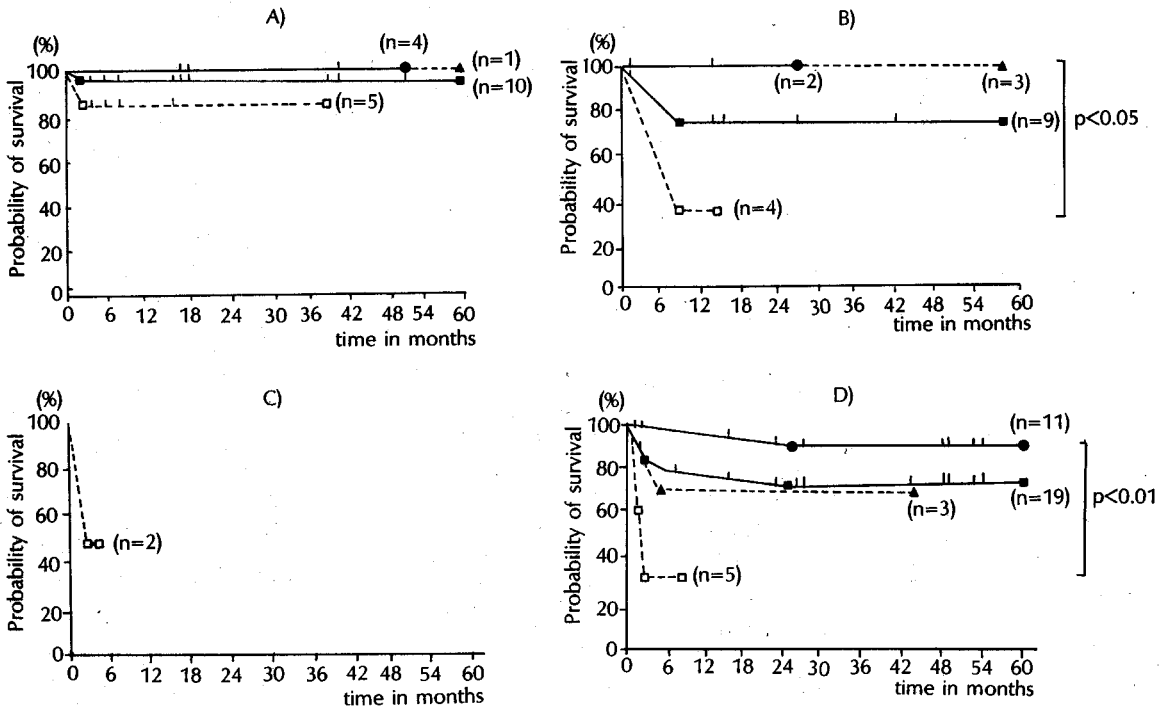 A)
(%)
Probability of survival
100
80
60
40
20
0
(n=4)
(n=1)
(n=10)
(n=5)
0 6 12 18 24 30 36 42 48 54 60
time in months
B)
(%)
Probability of survival
100
80
60
40
20
0
(n=2)
(n=3)
(n=9)
(n=4)
p<0.05
0 6 12 18 24 30 36 42 48 54 60
time in months
C)
(%)
Probability of survival
100
80
60
40
20
0
(n=2)
0 6 12 18 24 30 36 42 48 54 60
time in months
D)
(%)
Probability of survival
100
80
60
40
20
0
(n=11)
(n=19)
(n=3)
(n=5)
p<0.01
0 6 12 18 24 30 36 42 48 54 60
time in months